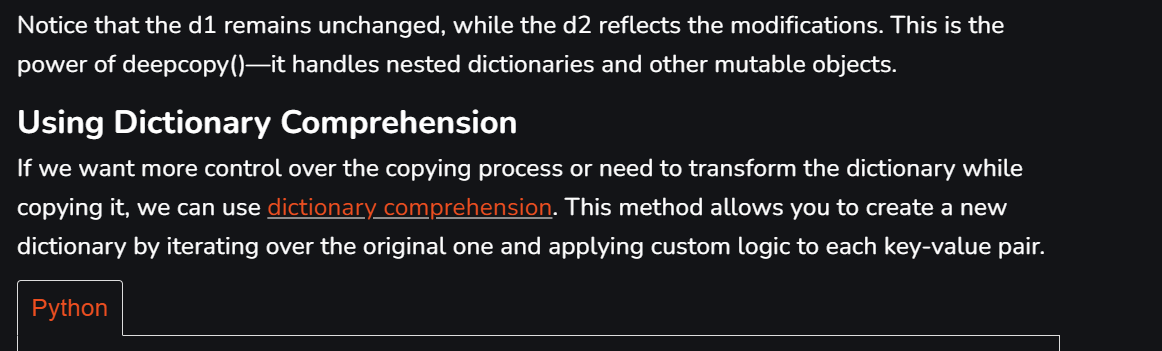 Notice that the d1 remains unchanged, while the d2 reflects the modifications. This is the
power of deepcopy()—it handles nested dictionaries and other mutable objects.
Using Dictionary Comprehension
If we want more control over the copying process or need to transform the dictionary while
copying it, we can use dictionary comprehension. This method allows you to create a new
dictionary by iterating over the original one and applying custom logic to each key-value pair.
Python